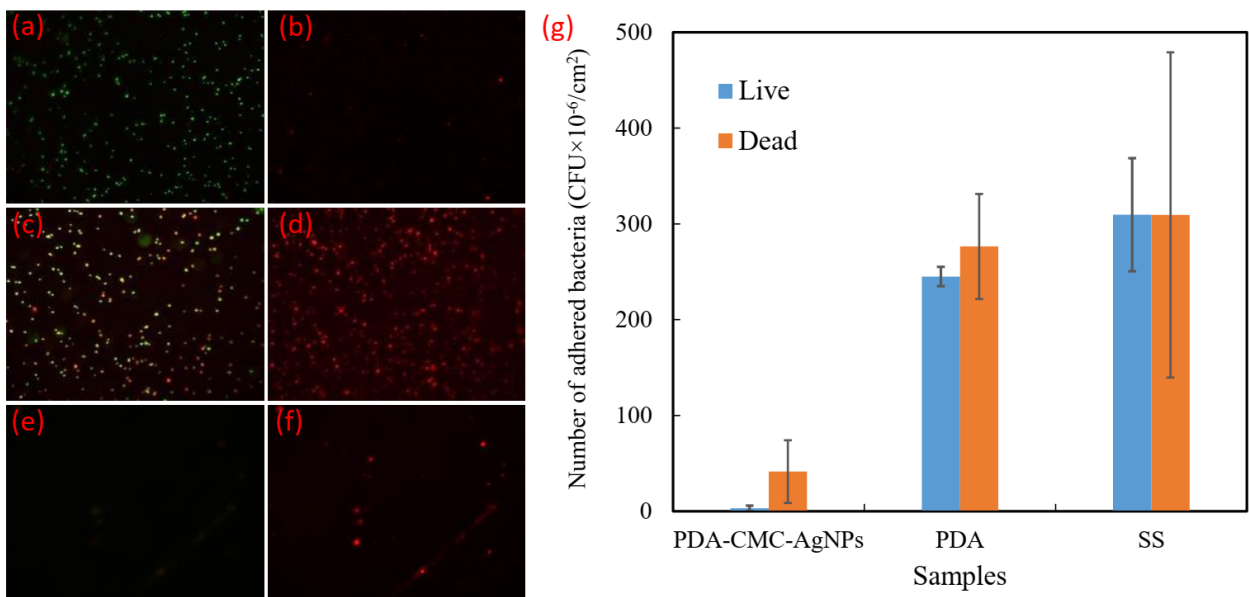 (a)
(b)
(c)
(d)
(e)
(f)
(g)
Number of adhered bacteria (CFU×10⁻⁶/cm²)
500
400
300
200
100
0
Live
Dead
PDA-CMC-AgNPs
PDA
SS
Samples